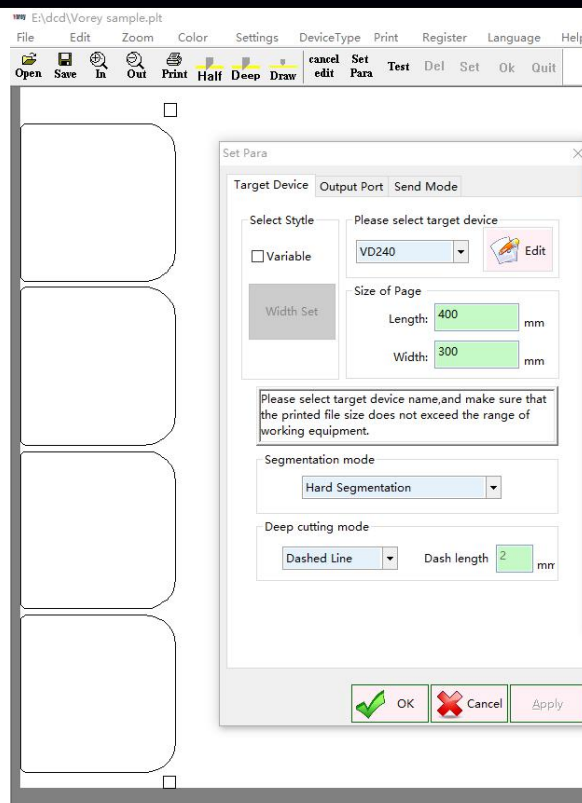 Vorey E:\dcd\Vorey sample.plt
File Edit Zoom Color Settings DeviceType Print Register Language Help
Open Save In Out Print Half Deep Draw cancel edit Set Para Test Del Set Ok Quit
Set Para
Target Device Output Port Send Mode
Select Stytle
Variable
Width Set
Please select target device
VD240
Edit
Size of Page
Length: 400 mm
Width: 300 mm
Please select target device name,and make sure that
the printed file size does not exceed the range of
working equipment.
Segmentation mode
Hard Segmentation
Deep cutting mode
Dashed Line Dash length 2 mm
OK Cancel Apply